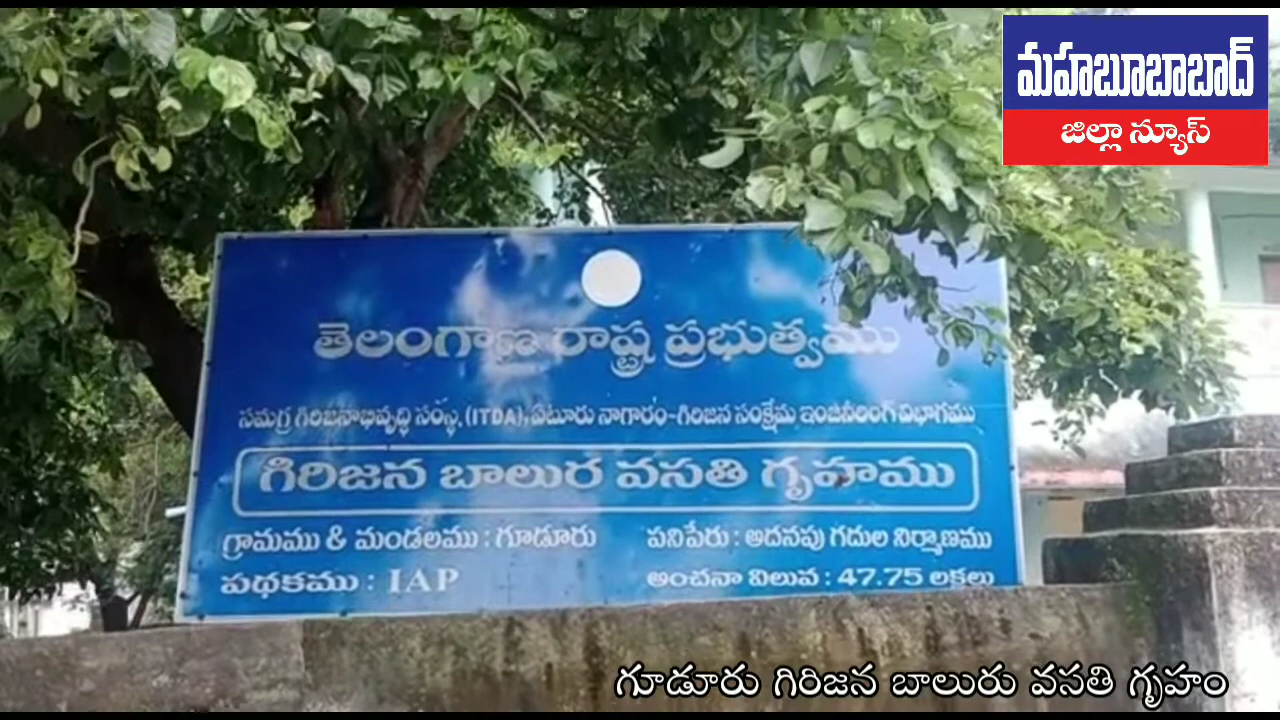 మహబూబాబాద్
జిల్లా న్యూస్
తెలంగాణ రాష్ట్ర ప్రభుత్వము
సమగ్ర గిరిజనాభివృద్ధి సంస్థ, (ITDA), ఏటూరు నాగారం-గిరిజన సంక్షేమ ఇంజనీరింగ్ విభాగము
గిరిజన బాలుర వసతి గృహము
గ్రామము & మండలము : గూడూరు పనిపేరు : అదనపు గదుల నిర్మాణము
పథకము : IAP అంచనా విలువ : 47.75 లక్షలు
గూడూరు గిరిజన బాలురు వసతి గృహం